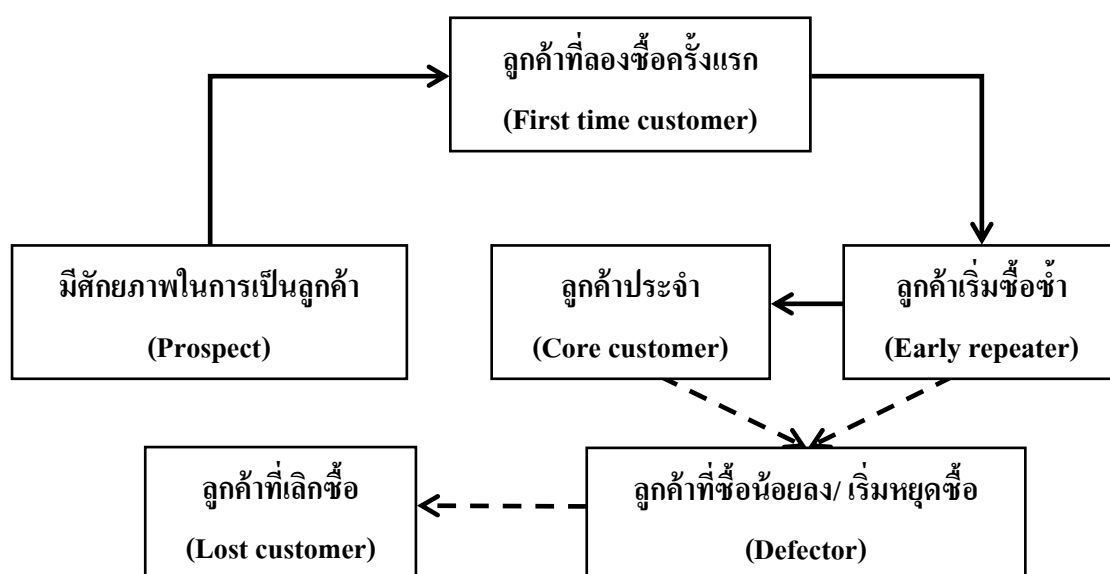 ลูกค้าที่ลองซื้อครั้งแรก
(First time customer)
มีศักยภาพในการเป็นลูกค้า
(Prospect)
ลูกค้าประจำ
(Core customer)
ลูกค้าเริ่มซื้อซ้ำ
(Early repeater)
ลูกค้าที่เลิกซื้อ
(Lost customer)
ลูกค้าที่ซื้อน้อยลง/ เริ่มหยุดซื้อ
(Defector)